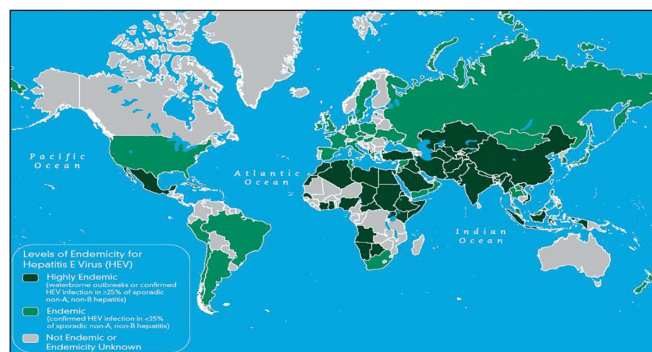 Pacific
Ocean
Atlantic
Ocean
Indian
Ocean
Levels of Endemicity for
Hepatitis E Virus (HEV)
Highly Endemic
(waterborne outbreaks or confirmed
HEV infection in ≥25% of sporadic
non-A, non-B hepatitis)
Endemic
(confirmed HEV infection in <25%
of sporadic non-A, non-B hepatitis)
Not Endemic or
Endemicity Unknown